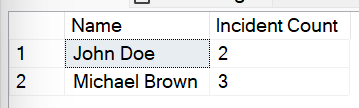 Name Incident Count
1 John Doe 2
2 Michael Brown 3